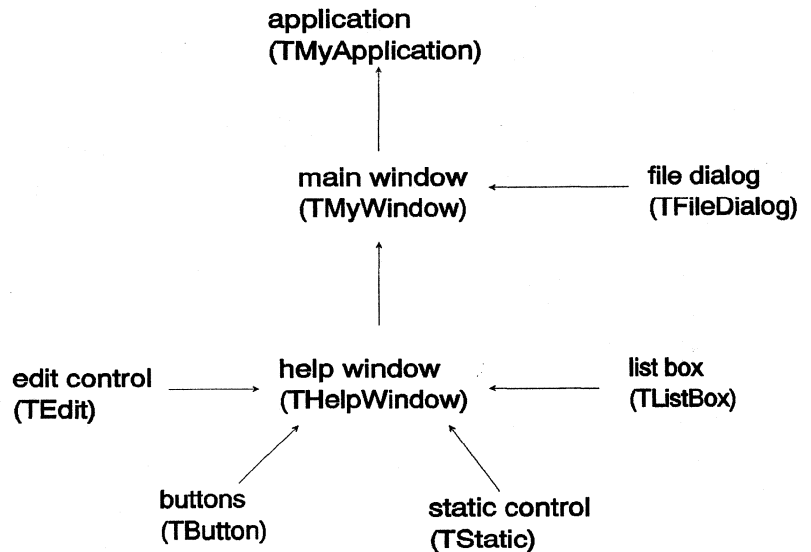 application
(TMyApplication)
main window
(TMyWindow)
file dialog
(TFileDialog)
help window
(THelpWindow)
edit control
(TEdit)
list box
(TListBox)
buttons
(TButton)
static control
(TStatic)